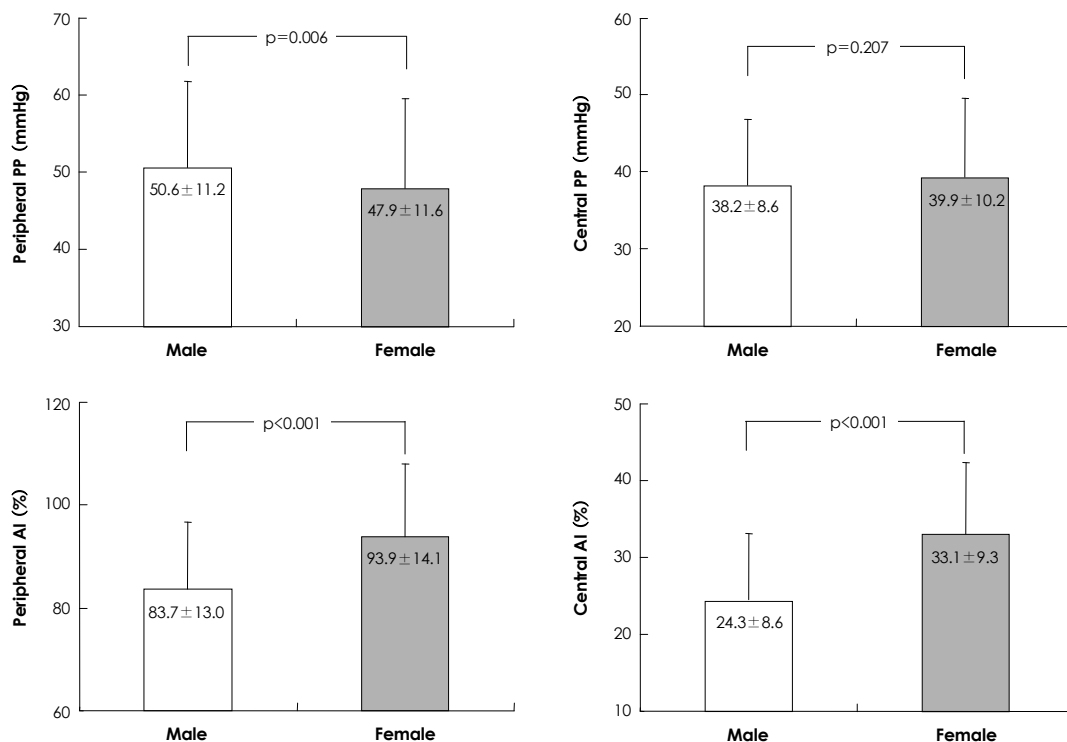 70
60
50
40
30
Peripheral PP (mmHg)
p=0.006
50.6±11.2
47.9±11.6
Male
Female
60
50
40
30
20
Central PP (mmHg)
p=0.207
38.2±8.6
39.9±10.2
Male
Female
120
100
80
60
Peripheral AI (%)
p<0.001
83.7±13.0
93.9±14.1
Male
Female
50
40
30
20
10
Central AI (%)
p<0.001
24.3±8.6
33.1±9.3
Male
Female